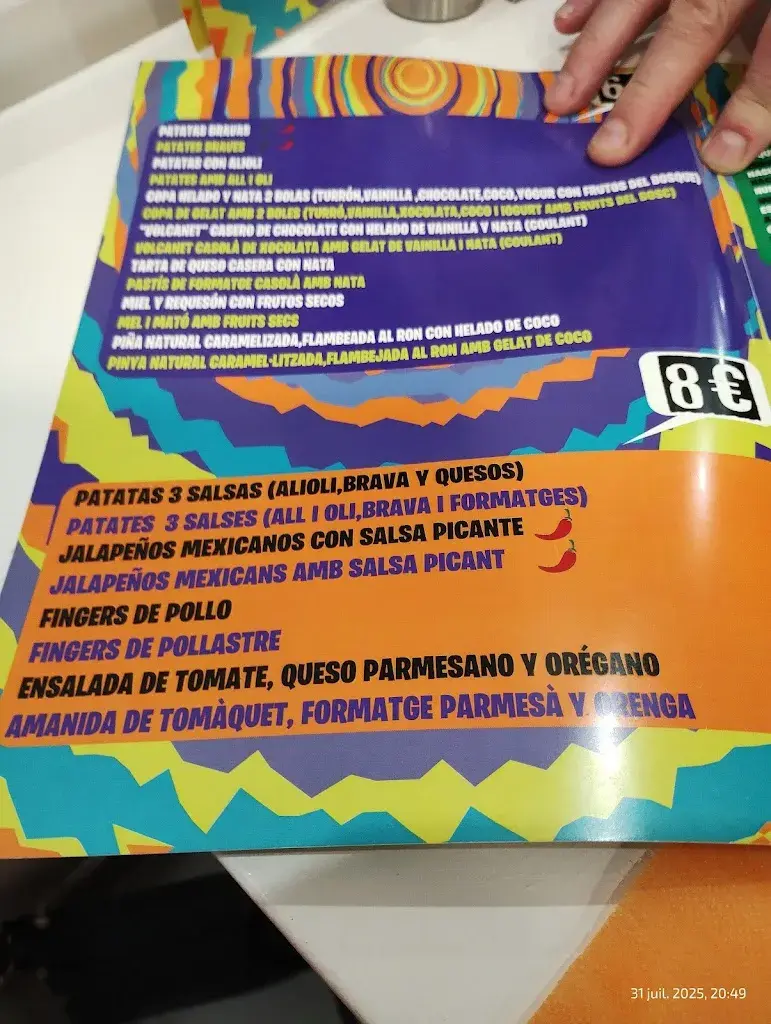 6
PATATAS BRAVAS
PATATES BRAVES
PATATAS CON ALIOLI
PATATES AMB ALL I OLI
COPA HELADO Y NATA 2 BOLAS (TURRÓN,VAINILLA ,CHOCOLATE,COCO,YOGUR CON FRUTOS DEL BOSQUE)
COPA DE GELAT AMB 2 BOLES (TURRÓ,VAINILLA,XOCOLATA,COCO I IOGURT AMB FRUITS DEL BOSC)
"VOLCANET" CASERO DE CHOCOLATE CON HELADO DE VAINILLA Y NATA (COULANT)
VOLCANET CASOLÀ DE XOCOLATA AMB GELAT DE VAINILLA I NATA (COULANT)
TARTA DE QUESO CASERA CON NATA
PASTÍS DE FORMATGE CASOLÀ AMB NATA
MIEL Y REQUESÓN CON FRUTOS SECOS
MEL I MATÓ AMB FRUITS SECS
PIÑA NATURAL CARAMELIZADA,FLAMBEADA AL RON CON HELADO DE COCO
PINYA NATURAL CARAMEL·LITZADA,FLAMBEJADA AL RON AMB GELAT DE COCO
8 €
PATATAS 3 SALSAS (ALIOLI,BRAVA Y QUESOS)
PATATES 3 SALSES (ALL I OLI,BRAVA I FORMATGES)
JALAPEÑOS MEXICANOS CON SALSA PICANTE
JALAPEÑOS MEXICANS AMB SALSA PICANT
FINGERS DE POLLO
FINGERS DE POLLASTRE
ENSALADA DE TOMATE, QUESO PARMESANO Y ORÉGANO
AMANIDA DE TOMÀQUET, FORMATGE PARMESÀ Y ORENGA
31 juil. 2025, 20:49